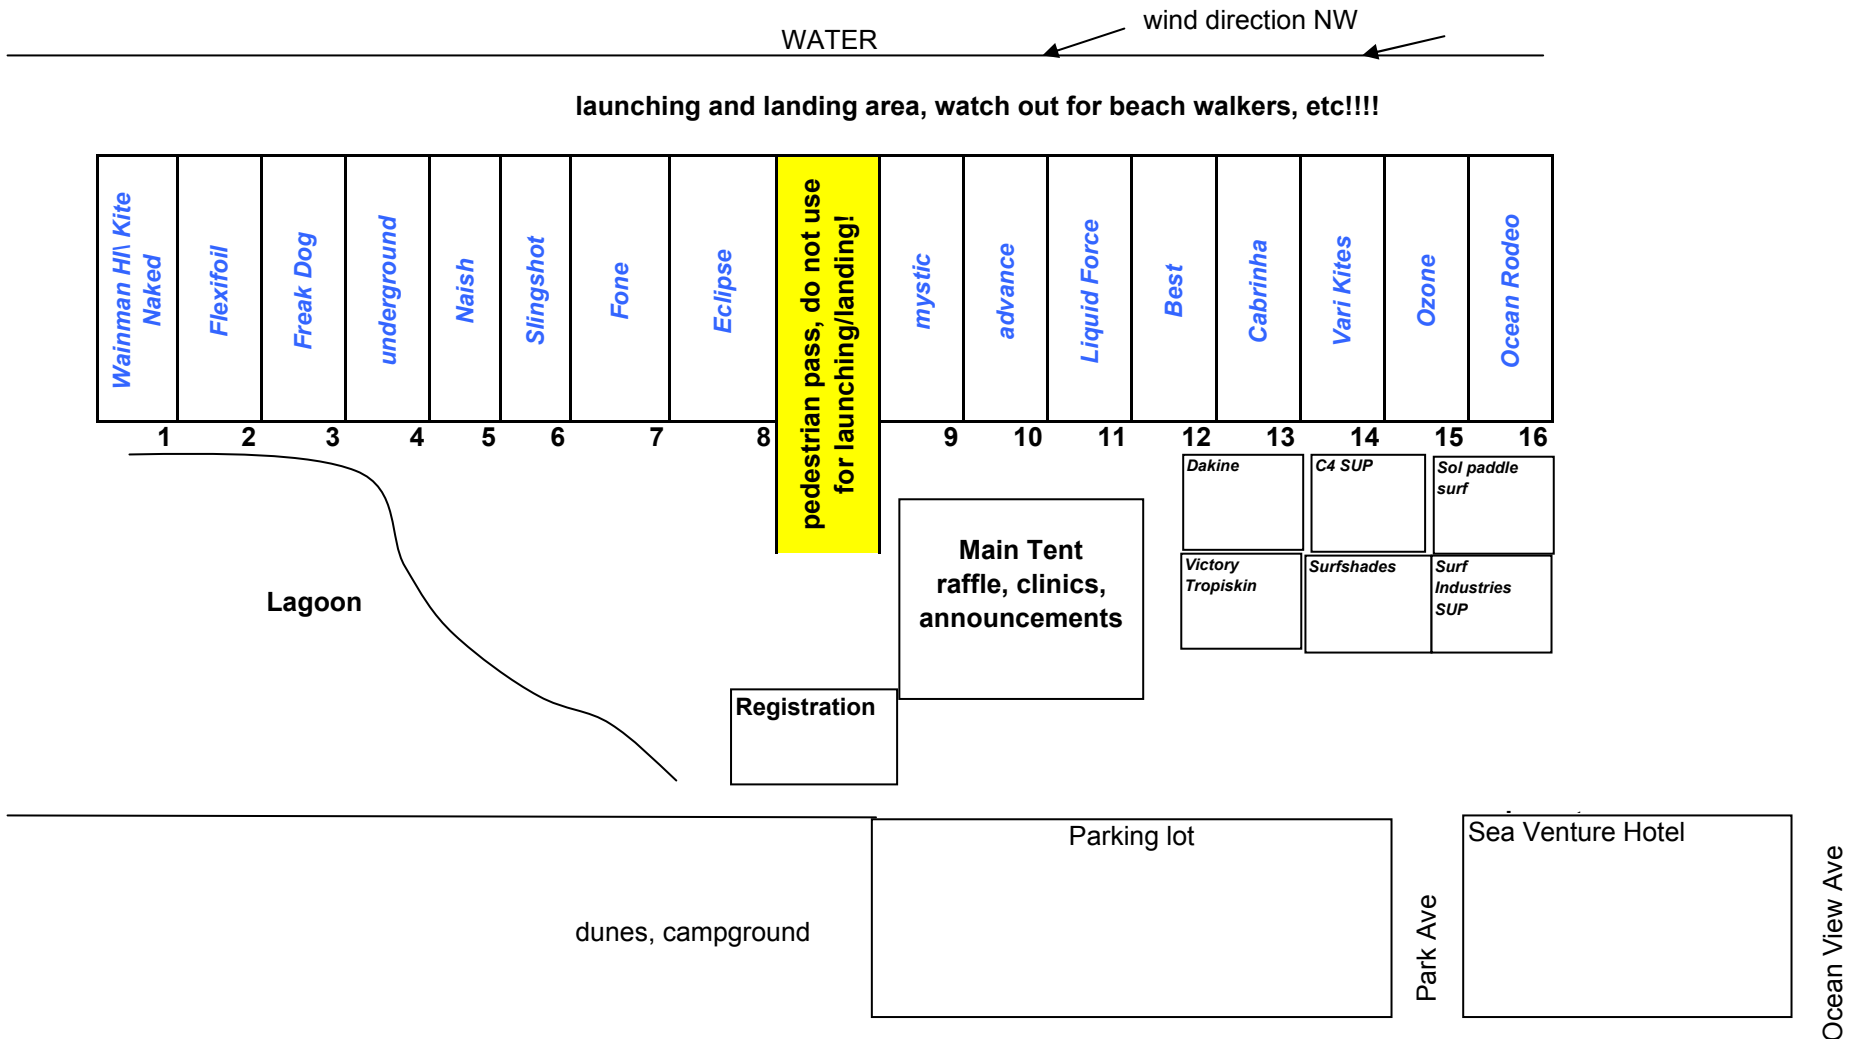 wind direction NW
WATER
launching and landing area, watch out for beach walkers, etc!!!!
Wainman HI\ Kite
Naked
Flexifoil
Freak Dog
underground
Naish
Slingshot
Fone
Eclipse
pedestrian pass, do not use
for launching/landing!
mystic
advance
Liquid Force
Best
Cabrinha
Vari Kites
Ozone
Ocean Rodeo
1 2 3 4 5 6 7 8 9 10 11 12 13 14 15 16
Dakine
C4 SUP
Sol paddle
surf
Main Tent
raffle, clinics,
announcements
Victory
Tropiskin
Surfshades
Surf
Industries
SUP
Lagoon
Registration
Parking lot
Sea Venture Hotel
dunes, campground
Park Ave
Ocean View Ave